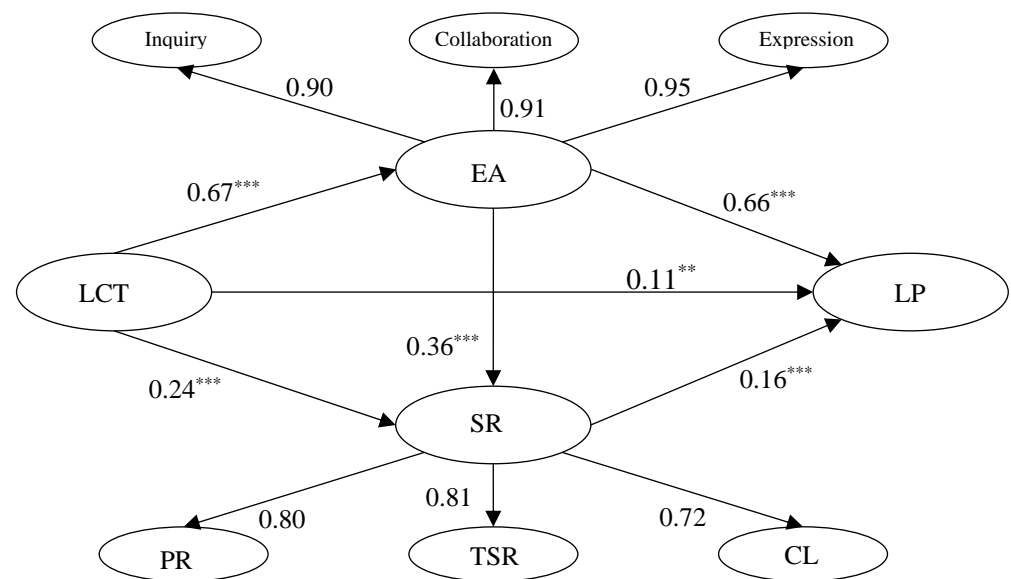 Inquiry
Collaboration
Expression
0.90
0.91
0.95
EA
0.67***
0.66***
LCT
0.11**
LP
0.36***
0.24***
0.16***
SR
0.80
0.81
0.72
PR
TSR
CL